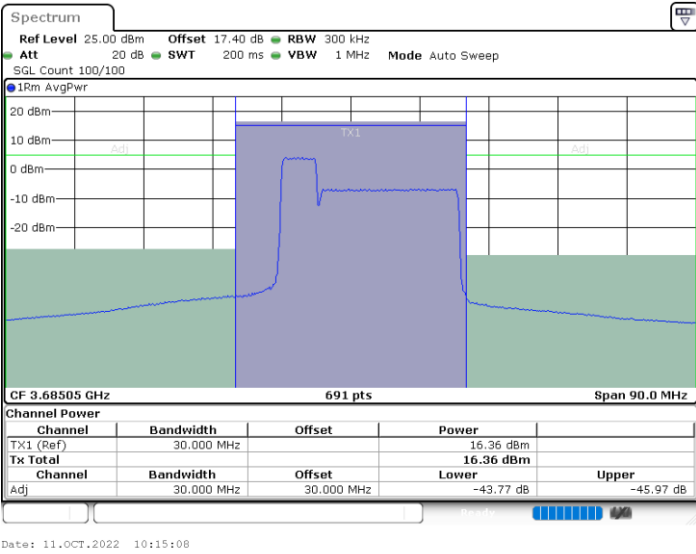 Spectrum
Ref Level 25.00 dBm Offset 17.40 dB RBW 300 kHz
Att 20 dB SWT 200 ms VBW 1 MHz Mode Auto Sweep
SGL Count 100/100
1Rm AvgPwr
20 dBm
TX1
10 dBm
Adj Adj
0 dBm
-10 dBm
-20 dBm
CF 3.68505 GHz 691 pts Span 90.0 MHz
Channel Power
Channel Bandwidth Offset Power
TX1 (Ref) 30.000 MHz 16.36 dBm
Tx Total 16.36 dBm
Channel Bandwidth Offset Lower Upper
Adj 30.000 MHz 30.000 MHz -43.77 dB -45.97 dB
Ready
Date: 11.OCT.2022 10:15:08